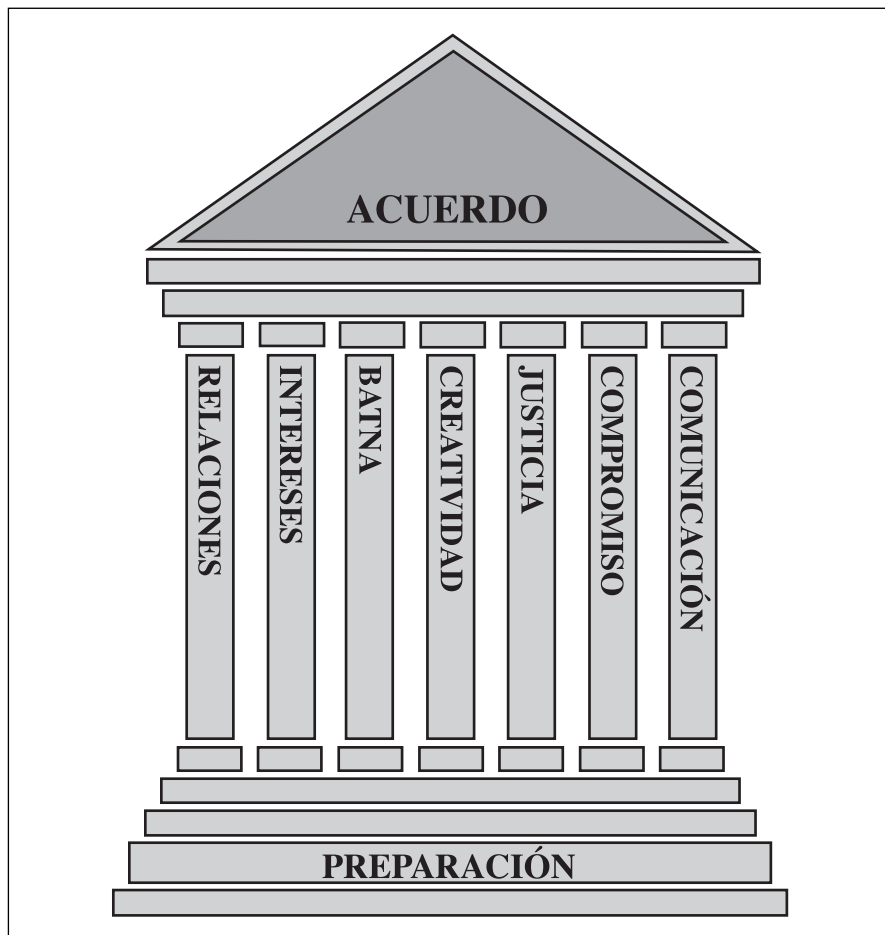 ACUERDO
RELACIONES
INTERESES
BATNA
CREATIVIDAD
JUSTICIA
COMPROMISO
COMUNICACIÓN
PREPARACIÓN